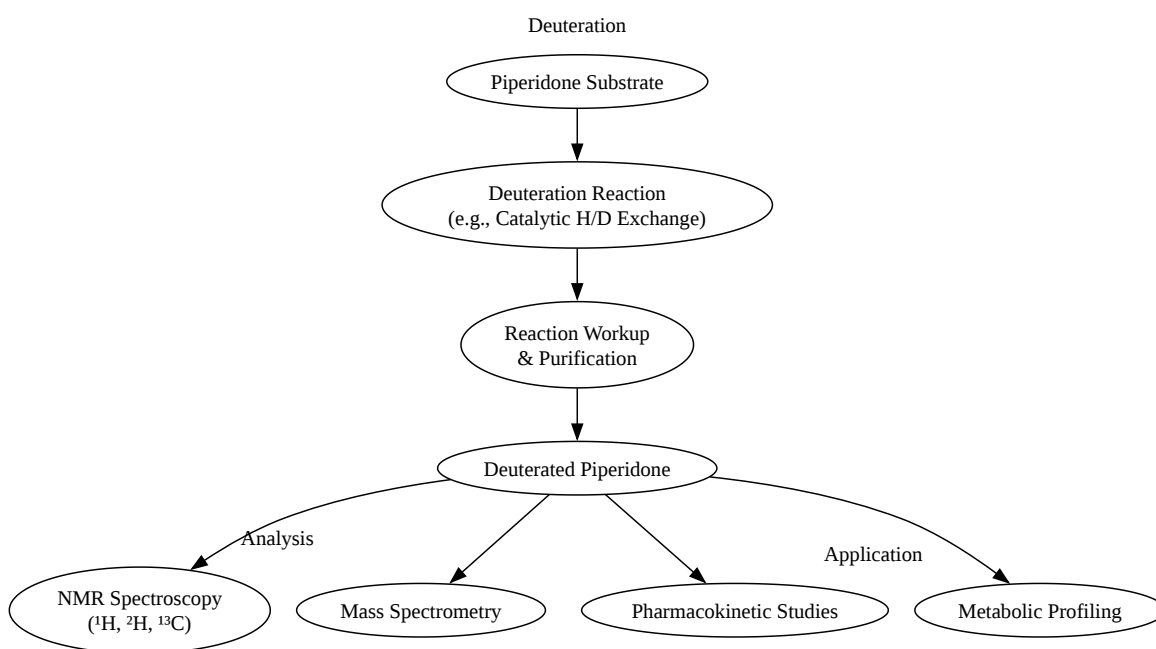 Deuteration
Piperidone Substrate
Deuteration Reaction
(e.g., Catalytic H/D Exchange)
Reaction Workup
& Purification
Deuterated Piperidone
Analysis
Application
NMR Spectroscopy
(¹H, ²H, ¹³C)
Mass Spectrometry
Pharmacokinetic Studies
Metabolic Profiling